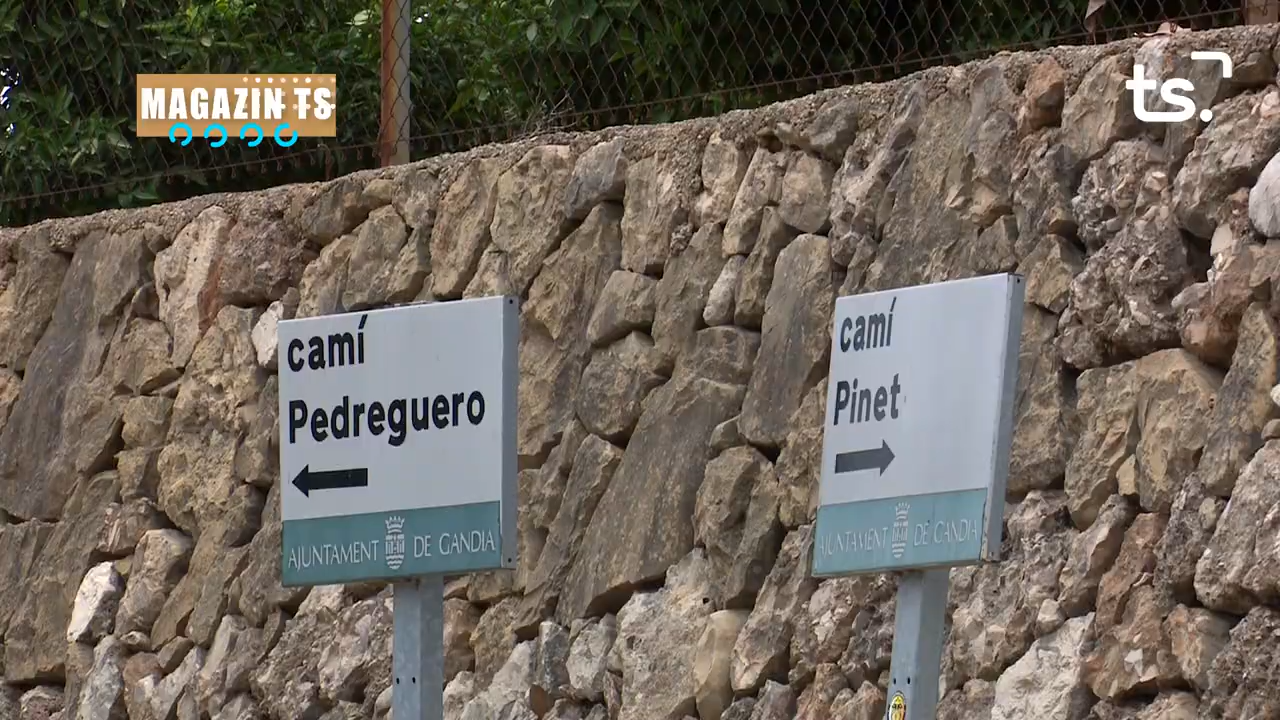 MAGAZIN TS
ts.
camí
Pedreguero
AJUNTAMENT DE GANDIA
camí
Pinet
AJUNTAMENT DE GANDIA